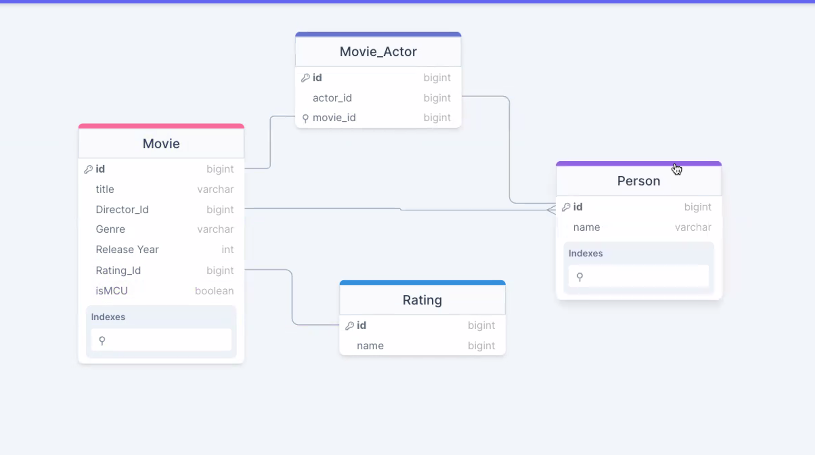 Movie_Actor
id bigint
actor_id bigint
movie_id bigint
Movie
id bigint
title varchar
Director_Id bigint
Genre varchar
Release Year int
Rating_Id bigint
isMCU boolean
Indexes
Person
id bigint
name varchar
Indexes
Rating
id bigint
name bigint